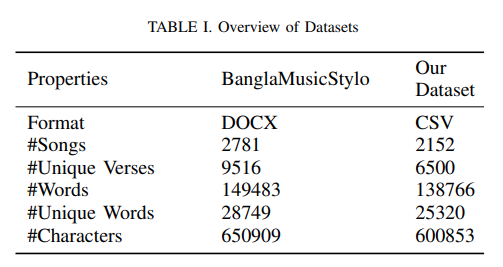 TABLE I. Overview of Datasets
Properties BanglaMusicStylo Our Dataset
Format DOCX CSV
#Songs 2781 2152
#Unique Verses 9516 6500
#Words 149483 138766
#Unique Words 28749 25320
#Characters 650909 600853